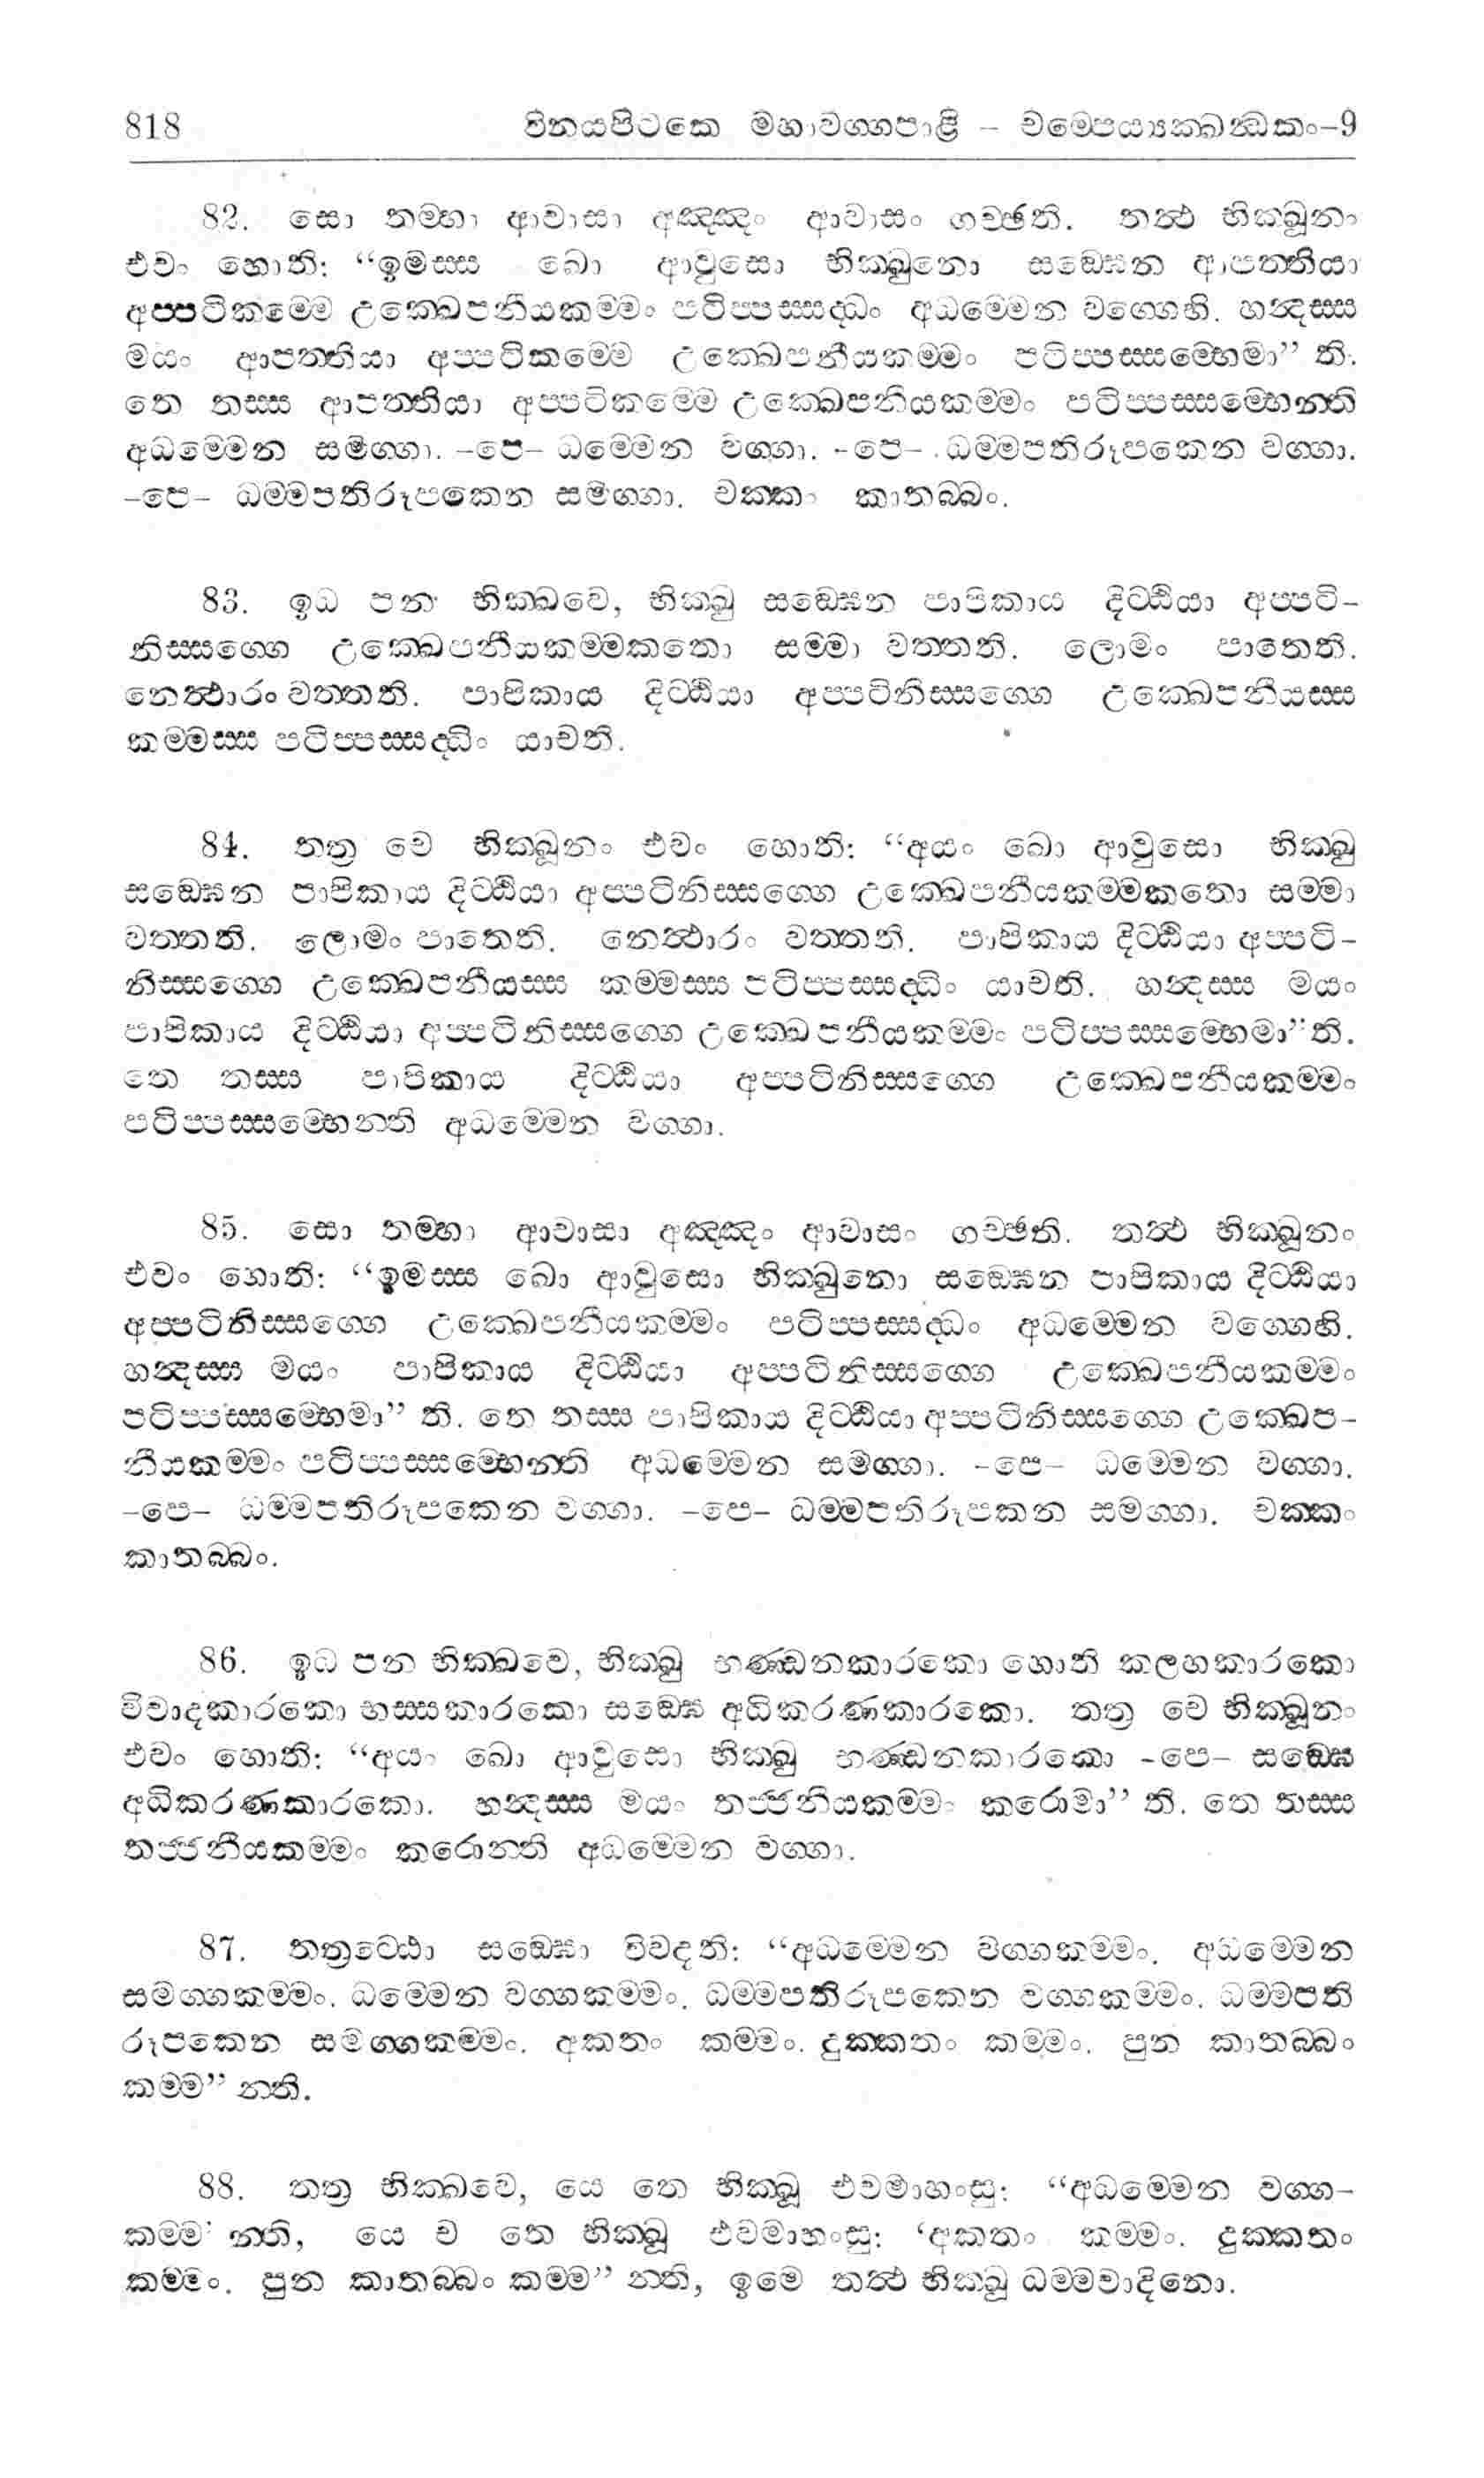 818 විනයපිටකෙ මහාවග්ගපාළි – චම්පෙය්‍යක්ඛන්ධකං–9
82. සො තම්හා ආවාසා අඤ්ඤං ආවාසං ගච්ඡති. තත්‍ථ භික්ඛූනං
එවං හොති: “ඉමස්ස ඛො ආවුසො භික්ඛුනො සඞ්ඝෙන ආපත්තියා
අප්පටිකම්මෙ උක්ඛෙපනීයකම්මං පටිප්පස්සද්ධං අධම්මෙන වග්ගෙහි. හන්දස්ස
මයං ආපත්තියා අප්පටිකම්මෙ උක්ඛෙපනීයකම්මං පටිප්පස්සම්භෙමා” ති.
තෙ තස්ස ආපත්තියා අප්පටිකම්මෙ උක්ඛෙපනියකම්මං පටිප්පස්සම්භෙන්ති
අධම්මෙන සමග්ගා. –පෙ– ධම්මෙන වග්ගා. –පෙ– ධම්මපතිරූපකෙන වග්ගා.
–පෙ– ධම්මපතිරූපකෙන සමග්ගා. චක්කං කාතබ්බං.
83. ඉධ පන භික්ඛවෙ, භික්ඛු සඞ්ඝෙන පාපිකාය දිට්ඨියා අප්පටි–
නිස්සග්ගෙ උක්ඛෙපනීයකම්මකතො සම්මා වත්තති. ලොමං පාතෙති.
නෙත්‍ථාරං වත්තති. පාපිකාය දිට්ඨියා අප්පටිනිස්සග්ගෙ උක්ඛෙපනීයස්ස
කම්මස්ස පටිප්පස්සද්ධිං යාචති.
84. තත්‍ර චෙ භික්ඛූනං එවං හොති: “අයං ඛො ආවුසො භික්ඛු
සඞ්ඝෙන පාපිකාය දිට්ඨියා අප්පටිනිස්සග්ගෙ උක්ඛෙපනීයකම්මකතො සම්මා
වත්තති. ලොමං පාතෙති. නෙත්‍ථාරං වත්තති. පාපිකාය දිට්ඨියා අප්පටි–
නිස්සග්ගෙ උක්ඛෙපනීයස්ස කම්මස්ස පටිප්පස්සද්ධිං යාචති. හන්දස්ස මයං
පාපිකාය දිට්ඨියා අප්පටිනිස්සග්ගෙ උක්ඛෙපනීයකම්මං පටිප්පස්සම්භෙමා” ති.
තෙ තස්ස පාපිකාය දිට්ඨියා අප්පටිනිස්සග්ගෙ උක්ඛෙපනීයකම්මං
පටිප්පස්සම්භෙන්ති අධම්මෙන වග්ගා.
85. සො තම්හා ආවාසා අඤ්ඤං ආවාසං ගච්ඡති. තත්‍ථ භික්ඛූනං
එවං හොති: “ඉමස්ස ඛො ආවුසො භික්ඛුනො සඞ්ඝෙන පාපිකාය දිට්ඨියා
අප්පටිනිස්සග්ගෙ උක්ඛෙපනීයකම්මං පටිප්පස්සද්ධං අධම්මෙන වග්ගෙහි.
හන්දස්ස මයං පාපිකාය දිට්ඨියා අප්පටිනිස්සග්ගෙ උක්ඛෙපනීයකම්මං
පටිප්පස්සම්භෙමා” ති. තෙ තස්ස පාපිකාය දිට්ඨියා අප්පටිනිස්සග්ගෙ උක්ඛෙප–
නීයකම්මං පටිප්පස්සම්භෙන්ති අධම්මෙන සමග්ගා. –පෙ– ධම්මෙන වග්ගා.
–පෙ– ධම්මපතිරූපකෙන වග්ගා. –පෙ– ධම්මපතිරූපකන සමග්ගා. චක්කං
කාතබ්බං.
86. ඉධ පන භික්ඛවෙ, භික්ඛු භණ්ඩනකාරකො හොති කලහකාරකො
විවාදකාරකො භස්සකාරකො සඞ්ඝෙ අධිකරණකාරකො. තත්‍ර චෙ භික්ඛූනං
එවං හොති: “අයං ඛො ආවුසො භික්ඛු භණ්ඩනකාරකො –පෙ– සඞ්ඝෙ
අධිකරණකාරකො. හන්දස්ස මයං තජ්ජනීයකම්මං කරොමා” ති. තෙ තස්ස
තජ්ජනීයකම්මං කරොන්ති අධම්මෙන වග්ගා.
87. තත්‍රට්ඨො සඞ්ඝො විවදති: “අධම්මෙන වග්ගකම්මං. අධම්මෙන
සමග්ගකම්මං. ධම්මෙන වග්ගකම්මං. ධම්මපතිරූපකෙන වග්ගකම්මං. ධම්මපති
රූපකෙන සමග්ගකම්මං. අකතං කම්මං. දුක්කතං කම්මං. පුන කාතබ්බං
කම්ම” න්ති.
88. තත්‍ර භික්ඛවෙ, යෙ තෙ භික්ඛූ එවමාහංසු: “අධම්මෙන වග්ග–
කම්ම’ න්ති, යෙ ච තෙ භික්ඛූ එවමාහංසු: ‘අකතං කම්මං. දුක්කතං
කම්මං. පුන කාතබ්බං කම්ම” න්ති, ඉමෙ තත්‍ථ භික්ඛූ ධම්මවාදිනො.